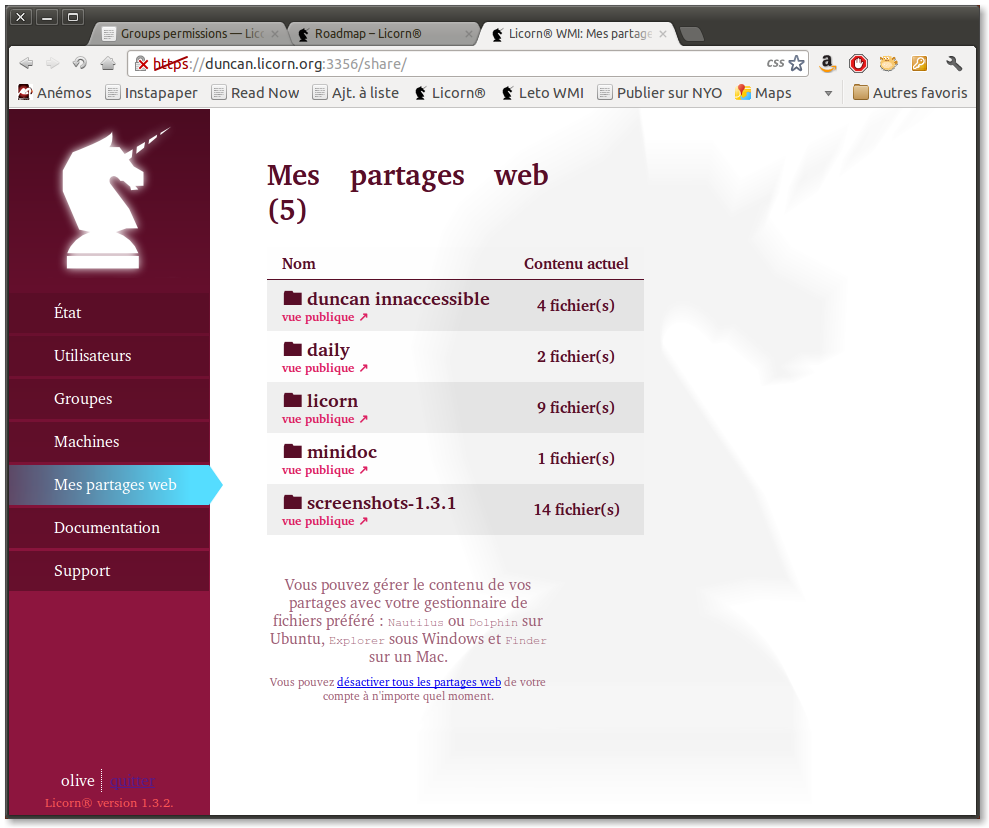 Groups permissions — Lico
Roadmap – Licorn®
Licorn® WMI: Mes partage
https://duncan.licorn.org:3356/share/
css
Anémos
Instapaper
Read Now
Ajt. à liste
Licorn®
Leto WMI
Publier sur NYO
Maps
Autres favoris
État
Utilisateurs
Groupes
Machines
Mes partages web
Documentation
Support
olive
quitter
Licorn® version 1.3.2.
Mes partages web
(5)
Nom Contenu actuel
duncan innaccessible
vue publique ↗
4 fichier(s)
daily
vue publique ↗
2 fichier(s)
licorn
vue publique ↗
9 fichier(s)
minidoc
vue publique ↗
1 fichier(s)
screenshots-1.3.1
vue publique ↗
14 fichier(s)
Vous pouvez gérer le contenu de vos
partages avec votre gestionnaire de
fichiers préféré : Nautilus ou Dolphin sur
Ubuntu, Explorer sous Windows et Finder
sur un Mac.
Vous pouvez désactiver tous les partages web de votre
compte à n'importe quel moment.